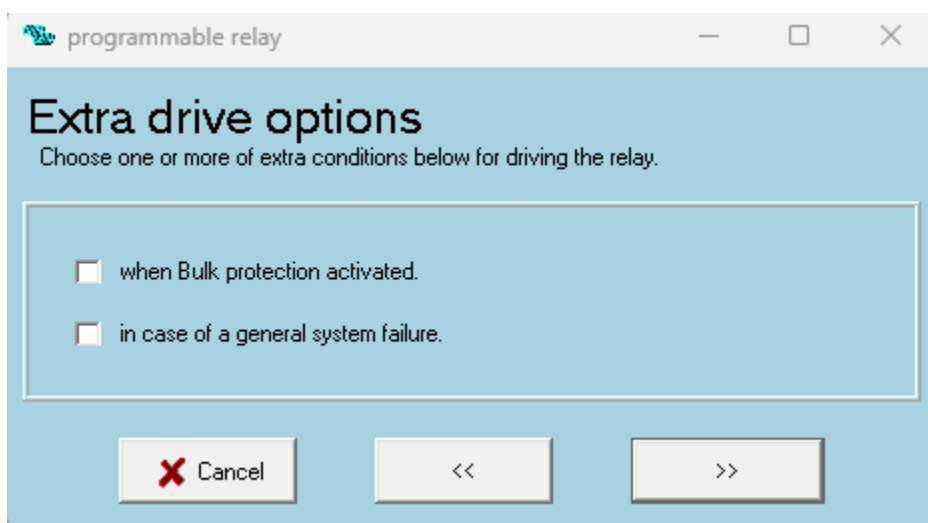 programmable relay
Extra drive options
Choose one or more of extra conditions below for driving the relay.
when Bulk protection activated.
in case of a general system failure.
Cancel
<<
>>